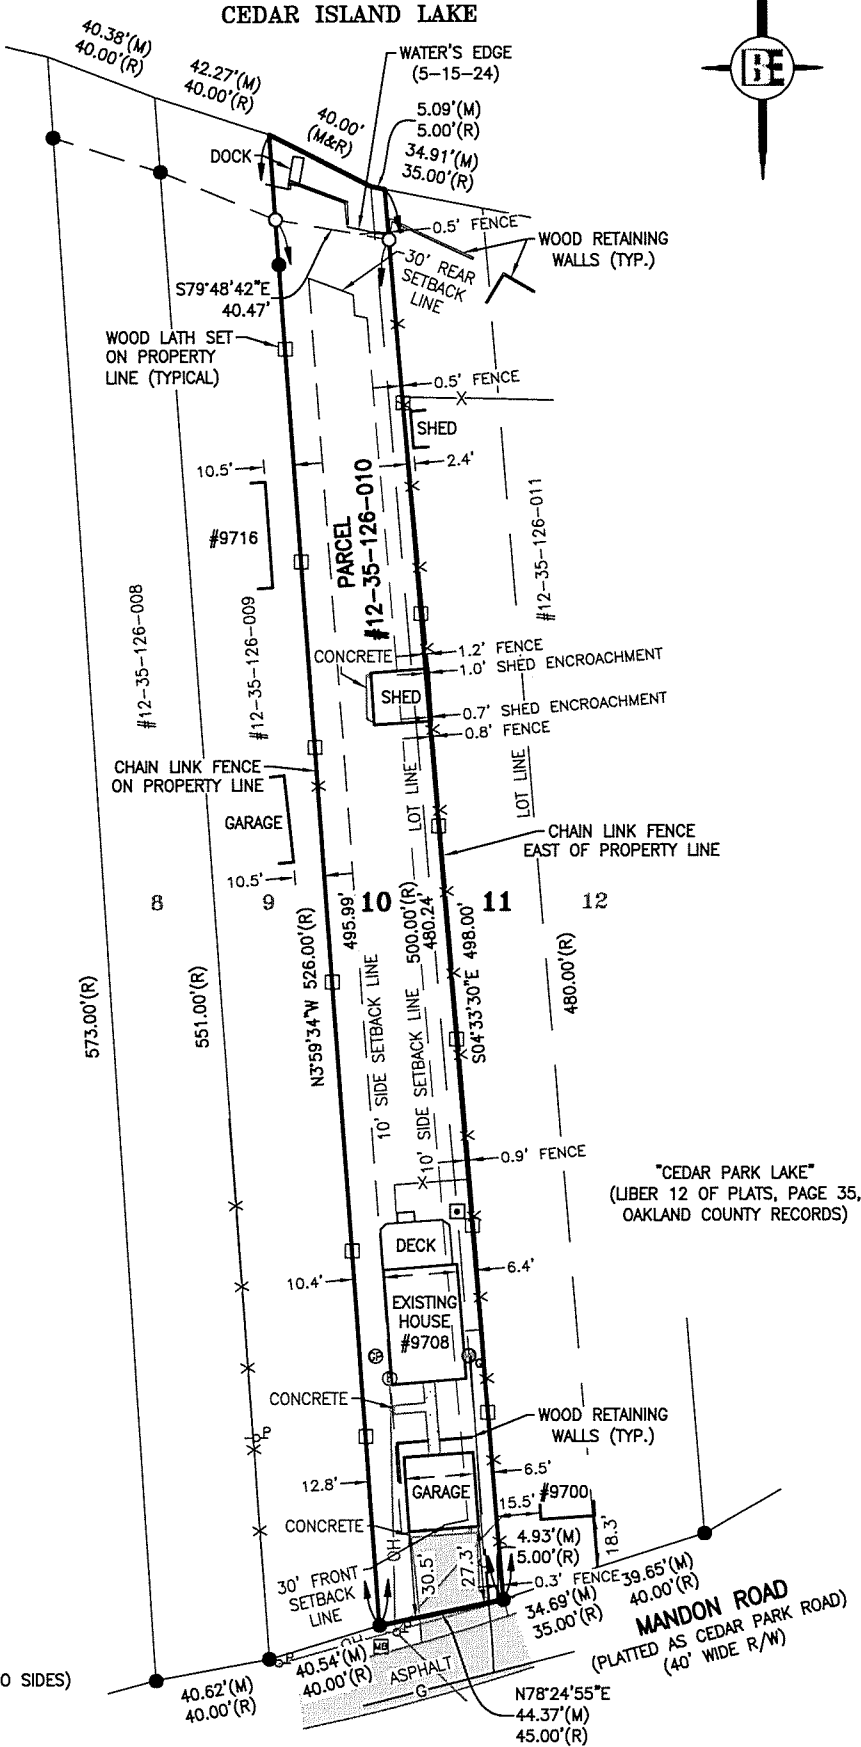 CEDAR ISLAND LAKE
40.38'(M)
40.00'(R)
42.27'(M)
40.00'(R)
WATER'S EDGE
(5-15-24)
BE
40.00'
(M&R)
5.09'(M)
5.00'(R)
34.91'(M)
35.00'(R)
DOCK
0.5' FENCE
WOOD RETAINING
WALLS (TYP.)
30' REAR
SETBACK
LINE
S79°48'42"E
40.47'
WOOD LATH SET
ON PROPERTY
LINE (TYPICAL)
0.5' FENCE
X
SHED
10.5'
2.4'
#9716
PARCEL
#12-35-126-010
#12-35-126-011
#12-35-126-008
#12-35-126-009
CONCRETE
1.2' FENCE
1.0' SHED ENCROACHMENT
SHED
0.7' SHED ENCROACHMENT
0.8' FENCE
CHAIN LINK FENCE
ON PROPERTY LINE
LOT LINE
LOT LINE
GARAGE
CHAIN LINK FENCE
EAST OF PROPERTY LINE
10.5'
8
9
10
11
12
573.00'(R)
551.00'(R)
N3°59'34"W 526.00'(R)
495.99'
10' SIDE SETBACK LINE
500.00'(R)
480.24'
10' SIDE SETBACK LINE
S04°33'30"E 498.00'
480.00'(R)
0.9' FENCE
"CEDAR PARK LAKE"
(LIBER 12 OF PLATS, PAGE 35,
OAKLAND COUNTY RECORDS)
DECK
10.4'
6.4'
EXISTING
HOUSE
#9708
G
CONCRETE
WOOD RETAINING
WALLS (TYP.)
P
12.8'
GARAGE
6.5'
15.5'
#9700
18.3'
CONCRETE
OH
30' FRONT
SETBACK
LINE
30.5'
27.3'
4.93'(M)
5.00'(R)
0.3' FENCE
34.69'(M)
35.00'(R)
39.65'(M)
40.00'(R)
MANDON ROAD
(PLATTED AS CEDAR PARK ROAD)
(40' WIDE R/W)
OH
P
MB
P
40.54'(M)
40.00'(R)
ASPHALT
G
O SIDES)
40.62'(M)
40.00'(R)
N78°24'55"E
44.37'(M)
45.00'(R)